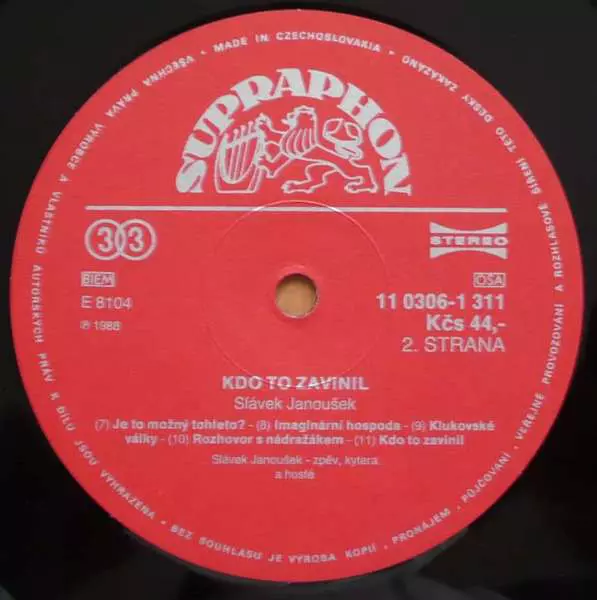 • VŠECHNA PRÁVA VÝROBCE A VLASTNÍKŮ AUTORSKÝCH PRÁV K DÍLU JSOU VYHRAZENA • BEZ SOUHLASU JE VÝROBA KOPIÍ, PRONÁJEM, PŮJČOVÁNÍ, VEŘEJNÉ PROVOZOVÁNÍ A ROZHLASOVÉ ŠÍŘENÍ TÉTO DESKY ZAKÁZÁNO • MADE IN CZECHOSLOVAKIA
SUPRAPHON
33
STEREO
BIEM
OSA
E 8104
11 0306-1 311
℗ 1988
Kčs 44,-
2. STRANA
KDO TO ZAVINIL
Slávek Janoušek
(7) Je to možný tohleto? - (8) Imaginární hospoda - (9) Klukovské
války - (10) Rozhovor s nádražákem - (11) Kdo to zavinil
Slávek Janoušek - zpěv, kytara
a hosté